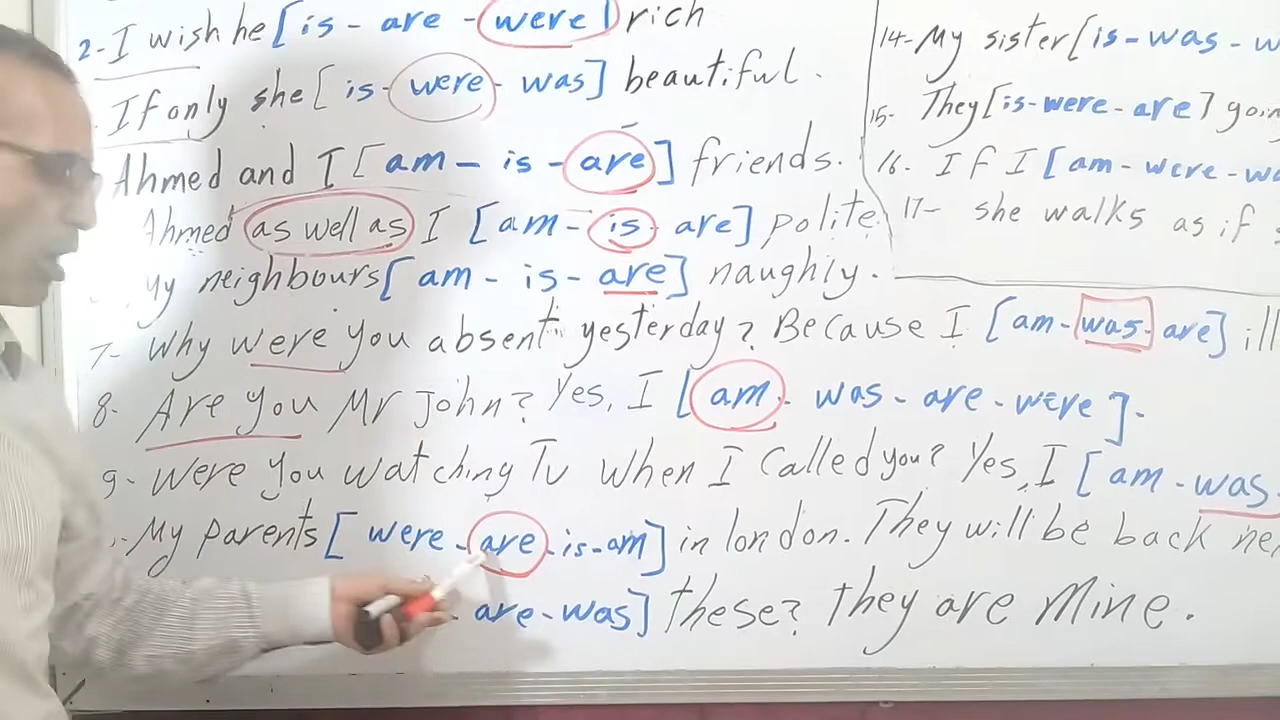 2- I wish he [is - are - were] rich
If only she [is - were - was] beautiful.
Ahmed and I [am - is - are] friends.
Ahmed as well as I [am - is - are] polite.
My neighbours [am - is - are] naughly.
7- Why were you absent yesterday? Because I [am - was - are] ill
8- Are you Mr John? Yes, I [am - was - are - were].
9- Were you watching TV when I called you? Yes, I [am - was
My parents [were - are - is - am] in london. They will be back
are - was] these? they are Mine.
14- My sister [is - was -
15- They [is - were - are]
16. If I [am - were -
17- she walks as if